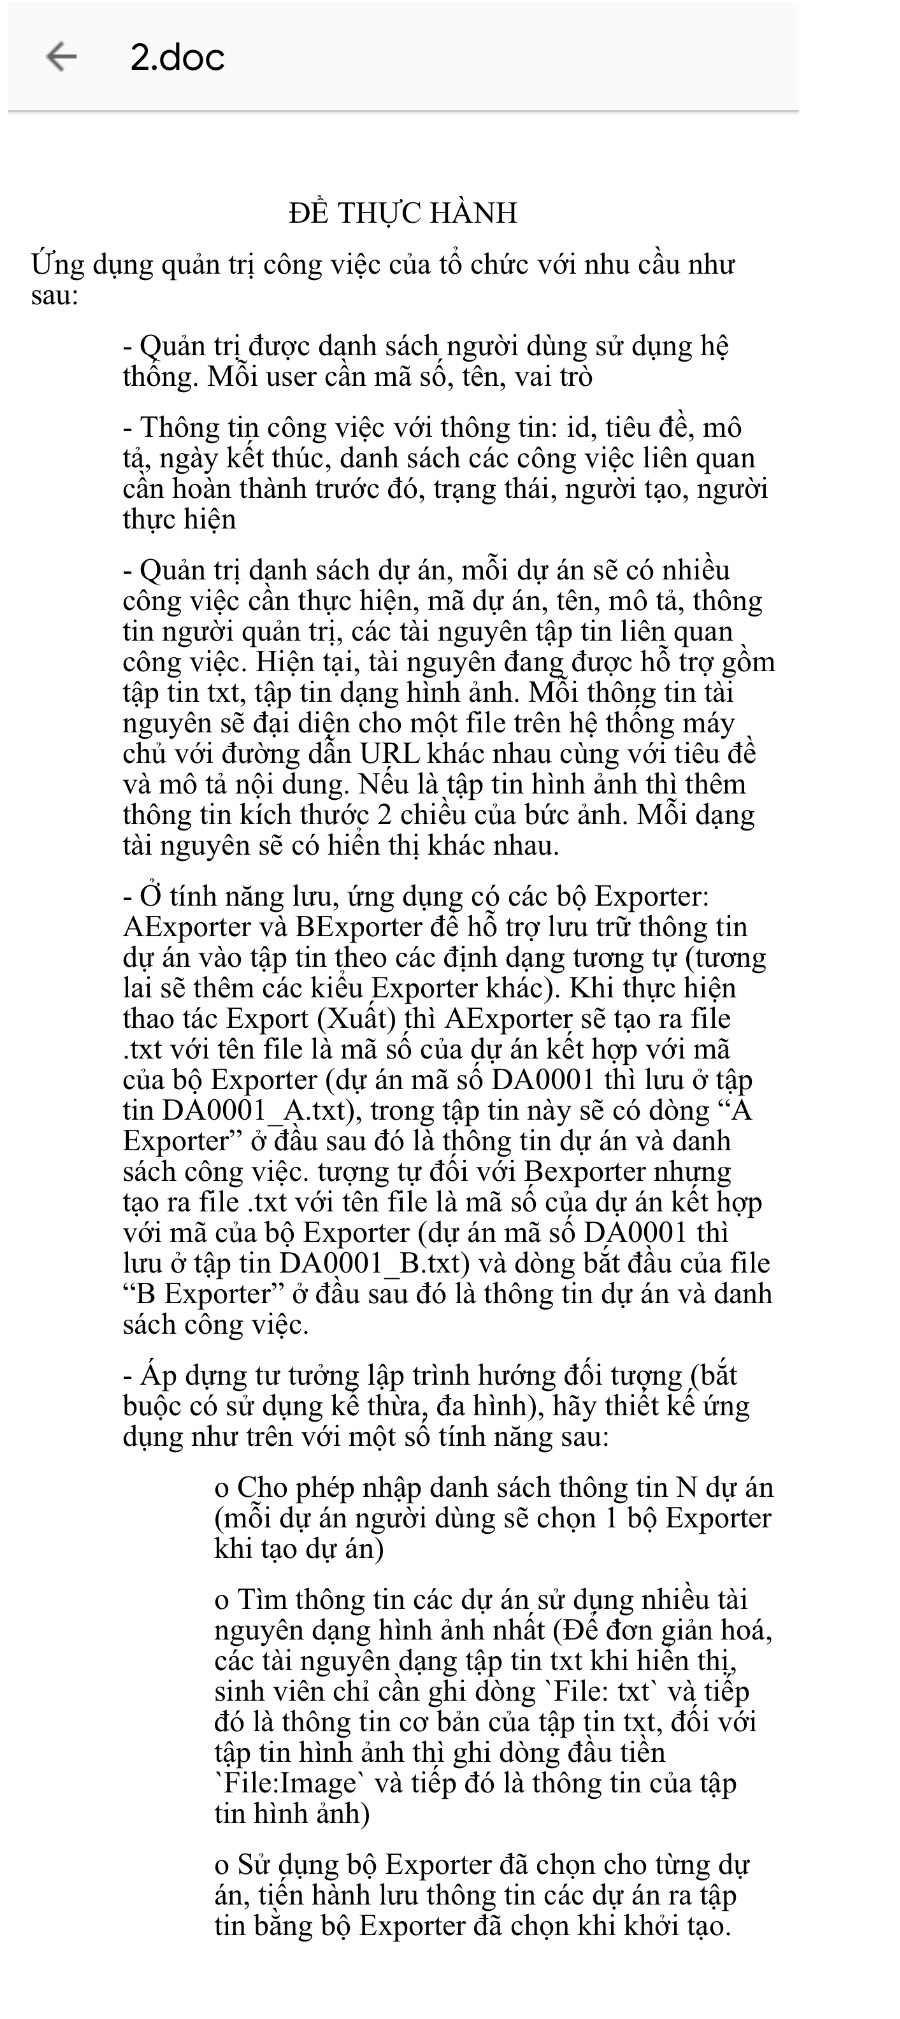 2.doc
ĐỀ THỰC HÀNH
Ứng dụng quản trị công việc của tổ chức với nhu cầu như
sau:
- Quản trị được danh sách người dùng sử dụng hệ
thống. Mỗi user cần mã số, tên, vai trò
- Thông tin công việc với thông tin: id, tiêu đề, mô
tả, ngày kết thúc, danh sách các công việc liên quan
cần hoàn thành trước đó, trạng thái, người tạo, người
thực hiện
- Quản trị danh sách dự án, mỗi dự án sẽ có nhiều
công việc cần thực hiện, mã dự án, tên, mô tả, thông
tin người quản trị, các tài nguyên tập tin liên quan
công việc. Hiện tại, tài nguyên đang được hỗ trợ gồm
tập tin txt, tập tin dạng hình ảnh. Mỗi thông tin tài
nguyên sẽ đại diện cho một file trên hệ thống máy
chủ với đường dẫn URL khác nhau cùng với tiêu đề
và mô tả nội dung. Nếu là tập tin hình ảnh thì thêm
thông tin kích thước 2 chiều của bức ảnh. Mỗi dạng
tài nguyên sẽ có hiển thị khác nhau.
- Ở tính năng lưu, ứng dụng có các bộ Exporter:
AExporter và BExporter để hỗ trợ lưu trữ thông tin
dự án vào tập tin theo các định dạng tương tự (tương
lai sẽ thêm các kiểu Exporter khác). Khi thực hiện
thao tác Export (Xuất) thì AExporter sẽ tạo ra file
.txt với tên file là mã số của dự án kết hợp với mã
của bộ Exporter (dự án mã số DA0001 thì lưu ở tập
tin DA0001_A.txt), trong tập tin này sẽ có dòng “A
Exporter” ở đầu sau đó là thông tin dự án và danh
sách công việc. tượng tự đối với Bexporter nhưng
tạo ra file .txt với tên file là mã số của dự án kết hợp
với mã của bộ Exporter (dự án mã số DA0001 thì
lưu ở tập tin DA0001_B.txt) và dòng bắt đầu của file
“B Exporter” ở đầu sau đó là thông tin dự án và danh
sách công việc.
- Áp dựng tư tưởng lập trình hướng đối tượng (bắt
buộc có sử dụng kế thừa, đa hình), hãy thiết kế ứng
dụng như trên với một số tính năng sau:
o Cho phép nhập danh sách thông tin N dự án
(mỗi dự án người dùng sẽ chọn 1 bộ Exporter
khi tạo dự án)
o Tìm thông tin các dự án sử dụng nhiều tài
nguyên dạng hình ảnh nhất (Để đơn giản hoá,
các tài nguyên dạng tập tin txt khi hiển thị,
sinh viên chỉ cần ghi dòng `File: txt` và tiếp
đó là thông tin cơ bản của tập tin txt, đối với
tập tin hình ảnh thì ghi dòng đầu tiền
`File:Image` và tiếp đó là thông tin của tập
tin hình ảnh)
o Sử dụng bộ Exporter đã chọn cho từng dự
án, tiến hành lưu thông tin các dự án ra tập
tin bằng bộ Exporter đã chọn khi khởi tạo.